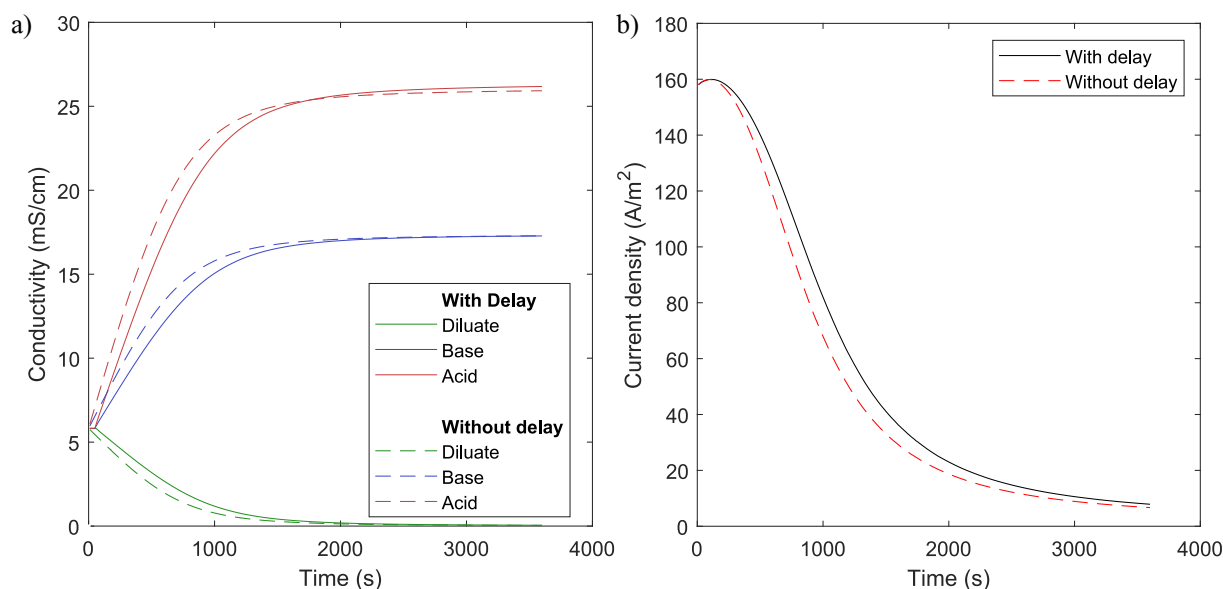 a)
30
25
20
15
10
5
0
Conductivity (mS/cm)
0 1000 2000 3000 4000
Time (s)
With Delay
Diluate
Base
Acid
Without delay
Diluate
Base
Acid
b)
180
160
140
120
100
80
60
40
20
0
Current density (A/m²)
0 1000 2000 3000 4000
Time (s)
With delay
Without delay